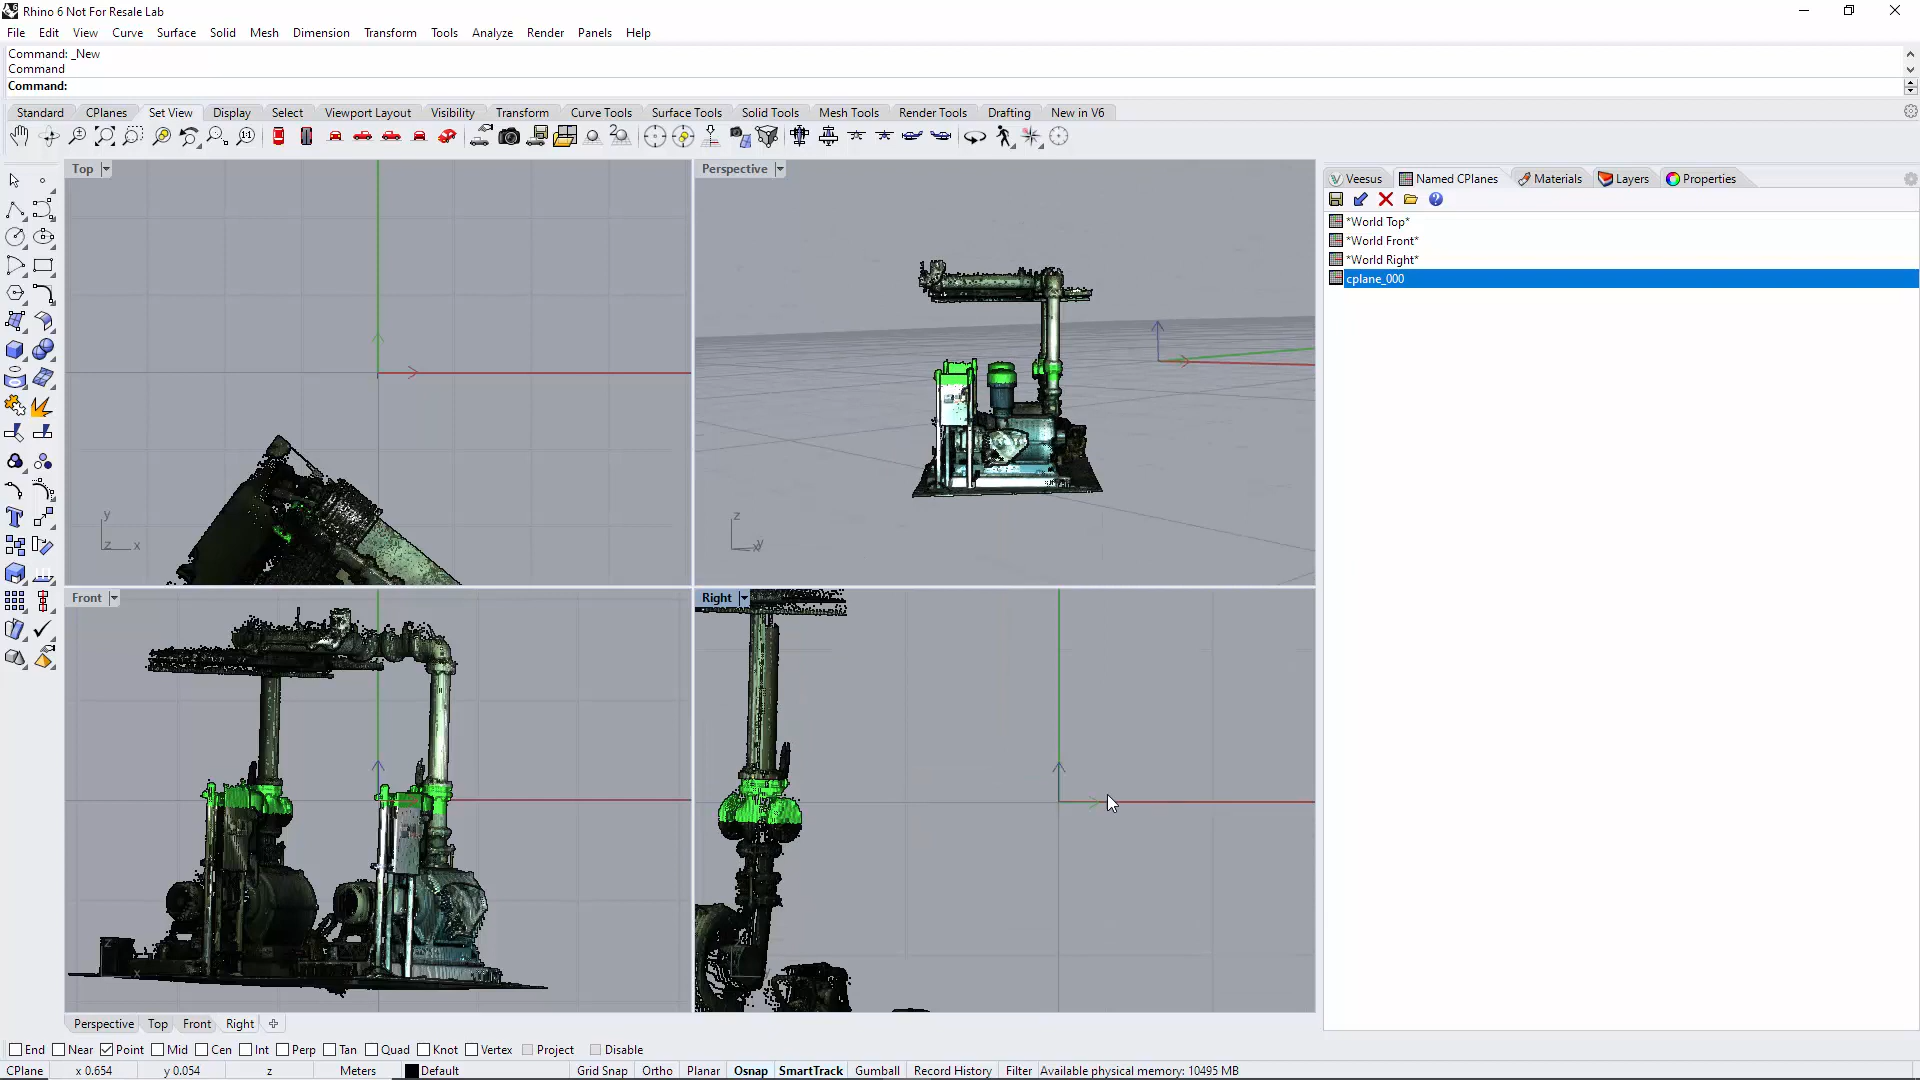 Rhino 6 Not For Resale Lab
File Edit View Curve Surface Solid Mesh Dimension Transform Tools Analyze Render Panels Help
Command: _New
Command
Command:
Standard CPlanes Set View Display Select Viewport Layout Visibility Transform Curve Tools Surface Tools Solid Tools Mesh Tools Render Tools Drafting New in V6
Top
Perspective
Veesus Named CPlanes Materials Layers Properties
*World Top*
*World Front*
*World Right*
cplane_000
y
z x
z
y
Front
Right
Perspective Top Front Right
End Near Point Mid Cen Int Perp Tan Quad Knot Vertex Project Disable
CPlane x 0.654 y 0.054 z Meters Default Grid Snap Ortho Planar Osnap SmartTrack Gumball Record History Filter Available physical memory: 10495 MB